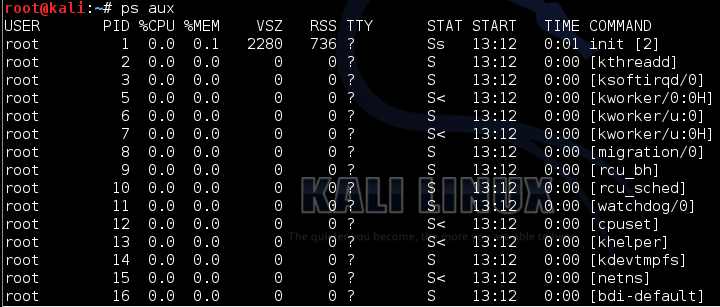 root@kali:~# ps aux
USER PID %CPU %MEM VSZ RSS TTY STAT START TIME COMMAND
root 1 0.0 0.1 2280 736 ? Ss 13:12 0:01 init [2]
root 2 0.0 0.0 0 0 ? S 13:12 0:00 [kthreadd]
root 3 0.0 0.0 0 0 ? S 13:12 0:00 [ksoftirqd/0]
root 5 0.0 0.0 0 0 ? S< 13:12 0:00 [kworker/0:0H]
root 6 0.0 0.0 0 0 ? S 13:12 0:00 [kworker/u:0]
root 7 0.0 0.0 0 0 ? S< 13:12 0:00 [kworker/u:0H]
root 8 0.0 0.0 0 0 ? S 13:12 0:00 [migration/0]
root 9 0.0 0.0 0 0 ? S 13:12 0:00 [rcu_bh]
root 10 0.0 0.0 0 0 ? S 13:12 0:00 [rcu_sched]
root 11 0.0 0.0 0 0 ? S 13:12 0:00 [watchdog/0]
root 12 0.0 0.0 0 0 ? S< 13:12 0:00 [cpuset]
root 13 0.0 0.0 0 0 ? S< 13:12 0:00 [khelper]
root 14 0.0 0.0 0 0 ? S 13:12 0:00 [kdevtmpfs]
root 15 0.0 0.0 0 0 ? S< 13:12 0:00 [netns]
root 16 0.0 0.0 0 0 ? S 13:12 0:00 [bdi-default]
KALI LINUX
The quieter you become, the more